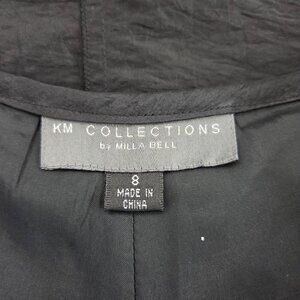 KM COLLECTIONS
by MILLA BELL
8
MADE IN
CHINA